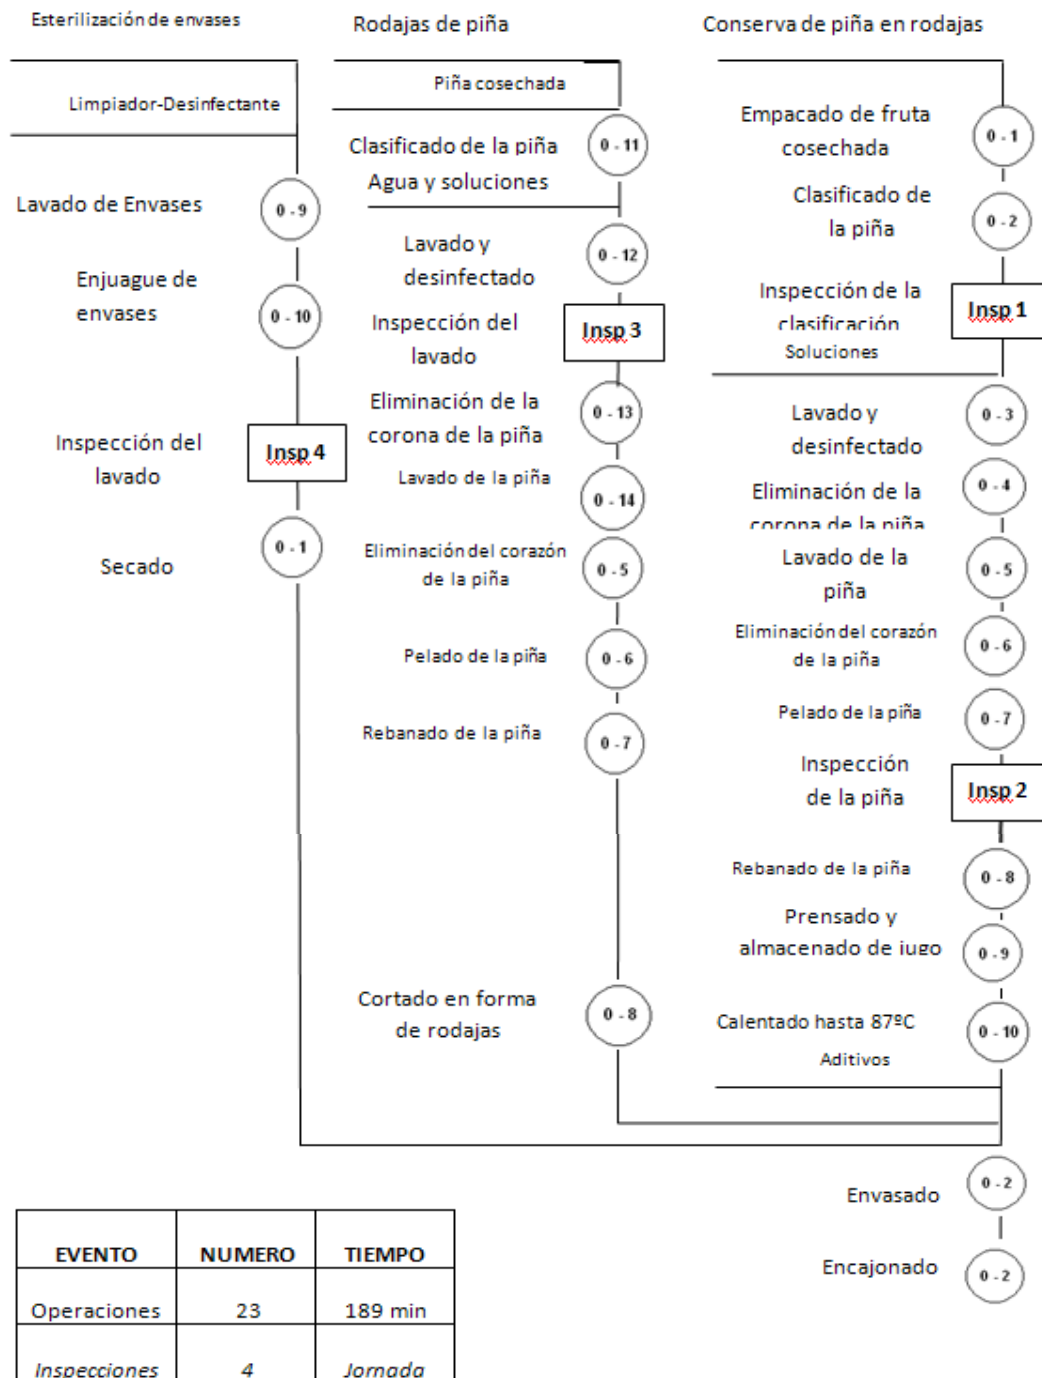 Esterilización de envases
Limpiador-Desinfectante
Lavado de Envases
0 - 9
Enjuague de
envases
0 - 10
Inspección del
lavado
Insp 4
Secado
0 - 1
Rodajas de piña
Piña cosechada
Clasificado de la piña
0 - 11
Agua y soluciones
Lavado y
desinfectado
0 - 12
Inspección del
lavado
Insp 3
Eliminación de la
corona de la piña
0 - 13
Lavado de la piña
0 - 14
Eliminación del corazón
de la piña
0 - 5
Pelado de la piña
0 - 6
Rebanado de la piña
0 - 7
Cortado en forma
de rodajas
0 - 8
Conserva de piña en rodajas
Empacado de fruta
cosechada
0 - 1
Clasificado de
la piña
0 - 2
Inspección de la
clasificación
Insp 1
Soluciones
Lavado y
desinfectado
0 - 3
Eliminación de la
corona de la piña
0 - 4
Lavado de la
piña
0 - 5
Eliminación del corazón
de la piña
0 - 6
Pelado de la piña
0 - 7
Inspección
de la piña
Insp 2
Rebanado de la piña
0 - 8
Prensado y
almacenado de jugo
0 - 9
Calentado hasta 87ºC
0 - 10
Aditivos
Envasado
0 - 2
Encajonado
0 - 2
EVENTO NUMERO TIEMPO
Operaciones 23 189 min
Inspecciones 4 Jornada